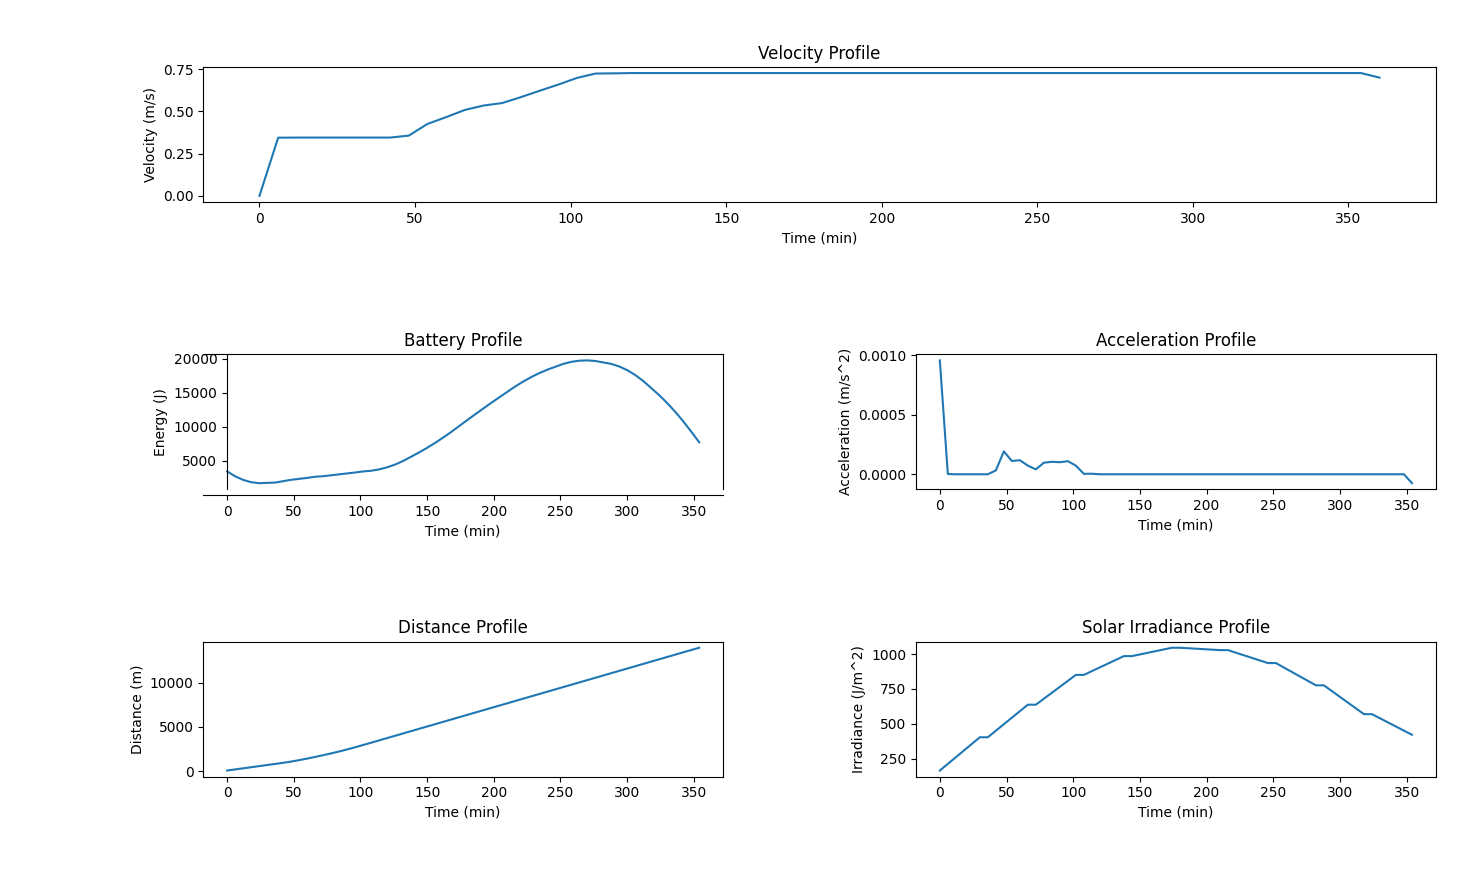 Velocity Profile
Velocity (m/s)
0.75
0.50
0.25
0.00
0 50 100 150 200 250 300 350
Time (min)
Battery Profile
Energy (J)
20000
15000
10000
5000
0 50 100 150 200 250 300 350
Time (min)
Acceleration Profile
Acceleration (m/s^2)
0.0010
0.0005
0.0000
0 50 100 150 200 250 300 350
Time (min)
Distance Profile
Distance (m)
10000
5000
0
0 50 100 150 200 250 300 350
Time (min)
Solar Irradiance Profile
Irradiance (J/m^2)
1000
750
500
250
0 50 100 150 200 250 300 350
Time (min)